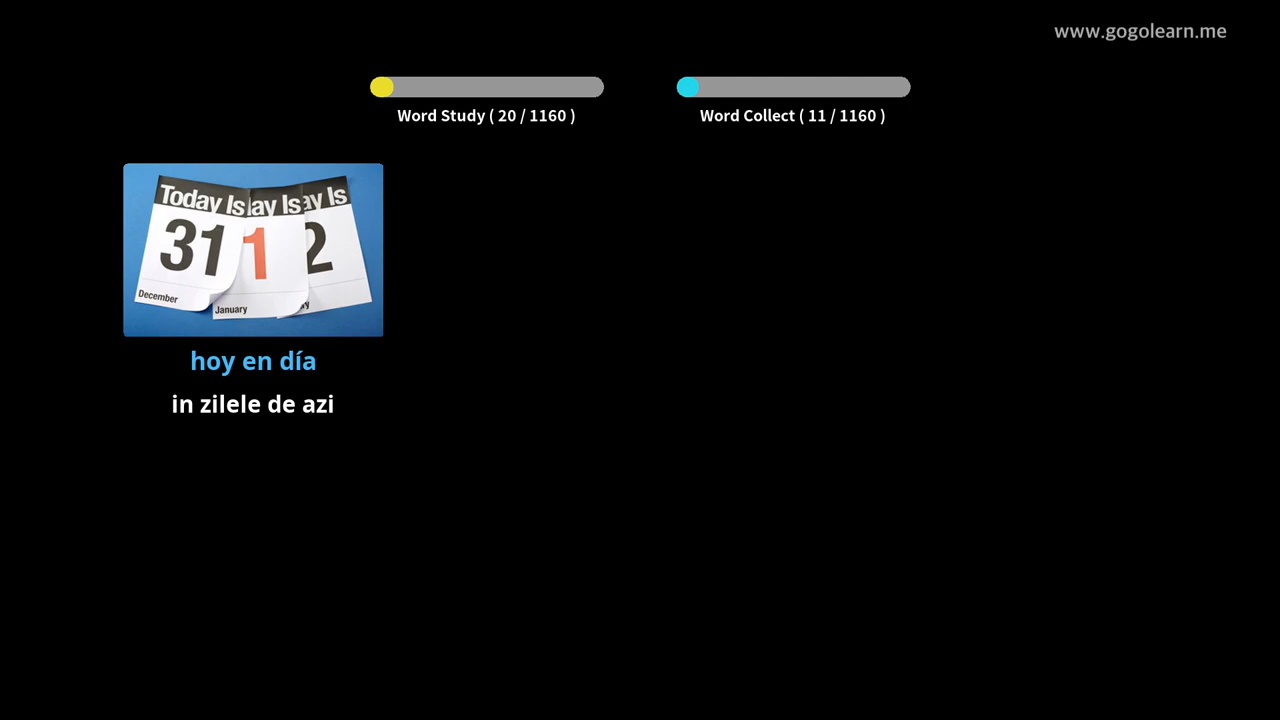 www.gogolearn.me
Word Study ( 20 / 1160 )
Word Collect ( 11 / 1160 )
Today Is
ay Is
ay Is
31
1
2
December
January
ry
hoy en día
in zilele de azi